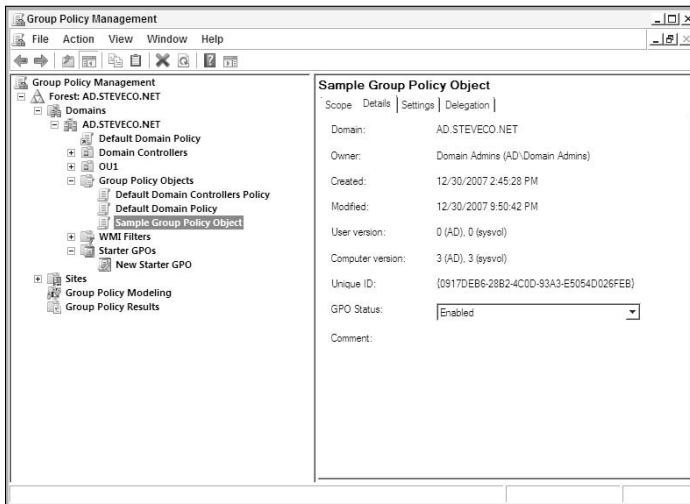 Group Policy Management
File Action View Window Help
Group Policy Management
Forest: AD.STEVECO.NET
Domains
AD.STEVECO.NET
Default Domain Policy
Domain Controllers
OU1
Group Policy Objects
Default Domain Controllers Policy
Default Domain Policy
Sample Group Policy Object
WMI Filters
Starter GPOs
New Starter GPO
Sites
Group Policy Modeling
Group Policy Results
Sample Group Policy Object
Scope Details Settings Delegation
Domain: AD.STEVECO.NET
Owner: Domain Admins (AD\Domain Admins)
Created: 12/30/2007 2:45:28 PM
Modified: 12/30/2007 9:50:42 PM
User version: 0 (AD), 0 (sysvol)
Computer version: 3 (AD), 3 (sysvol)
Unique ID: {0917DEB6-28B2-4C0D-93A3-E5054D026FEB}
GPO Status: Enabled
Comment: